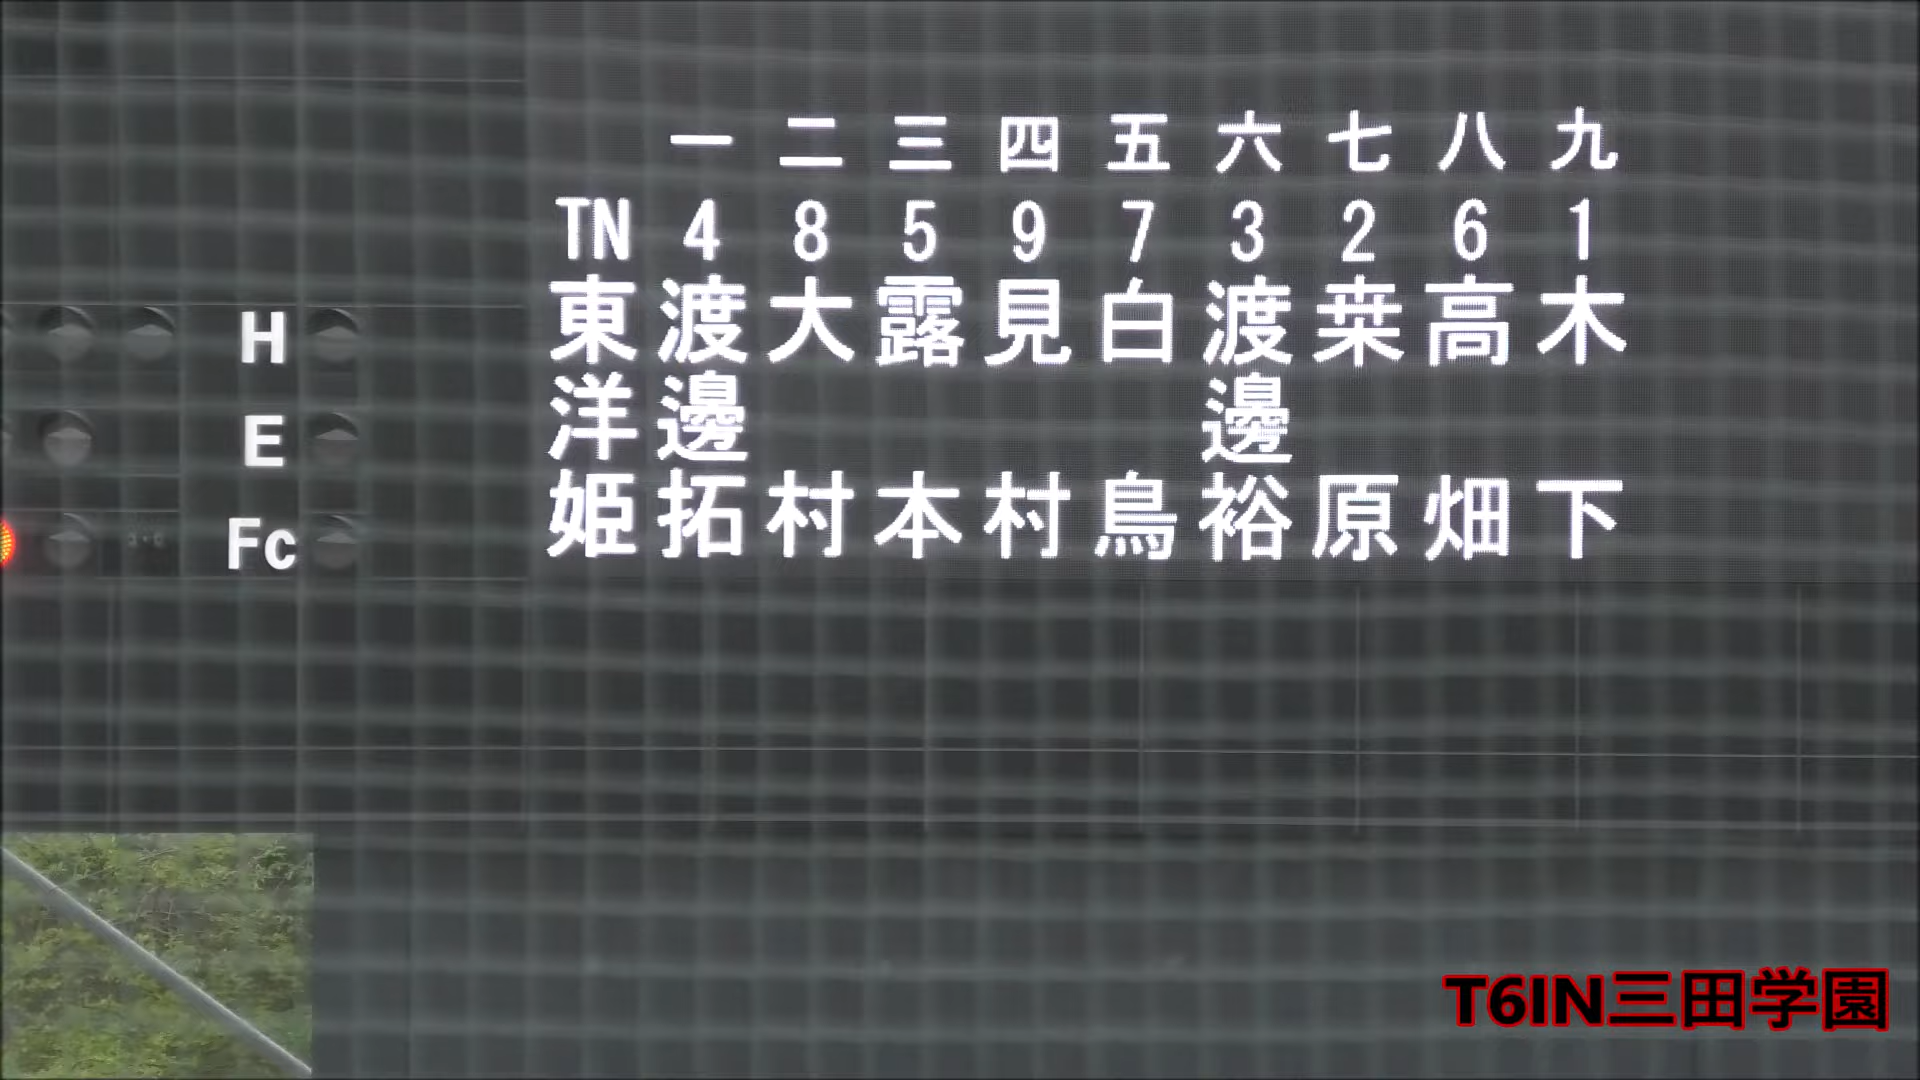 一 二 三 四 五 六 七 八 九
TN 4 8 5 9 7 3 2 6 1
東洋姫
渡邊拓
大村
露本
見村
白鳥
渡邊裕
桒原
高畑
木下
H
E
Fc
T6IN三田学園